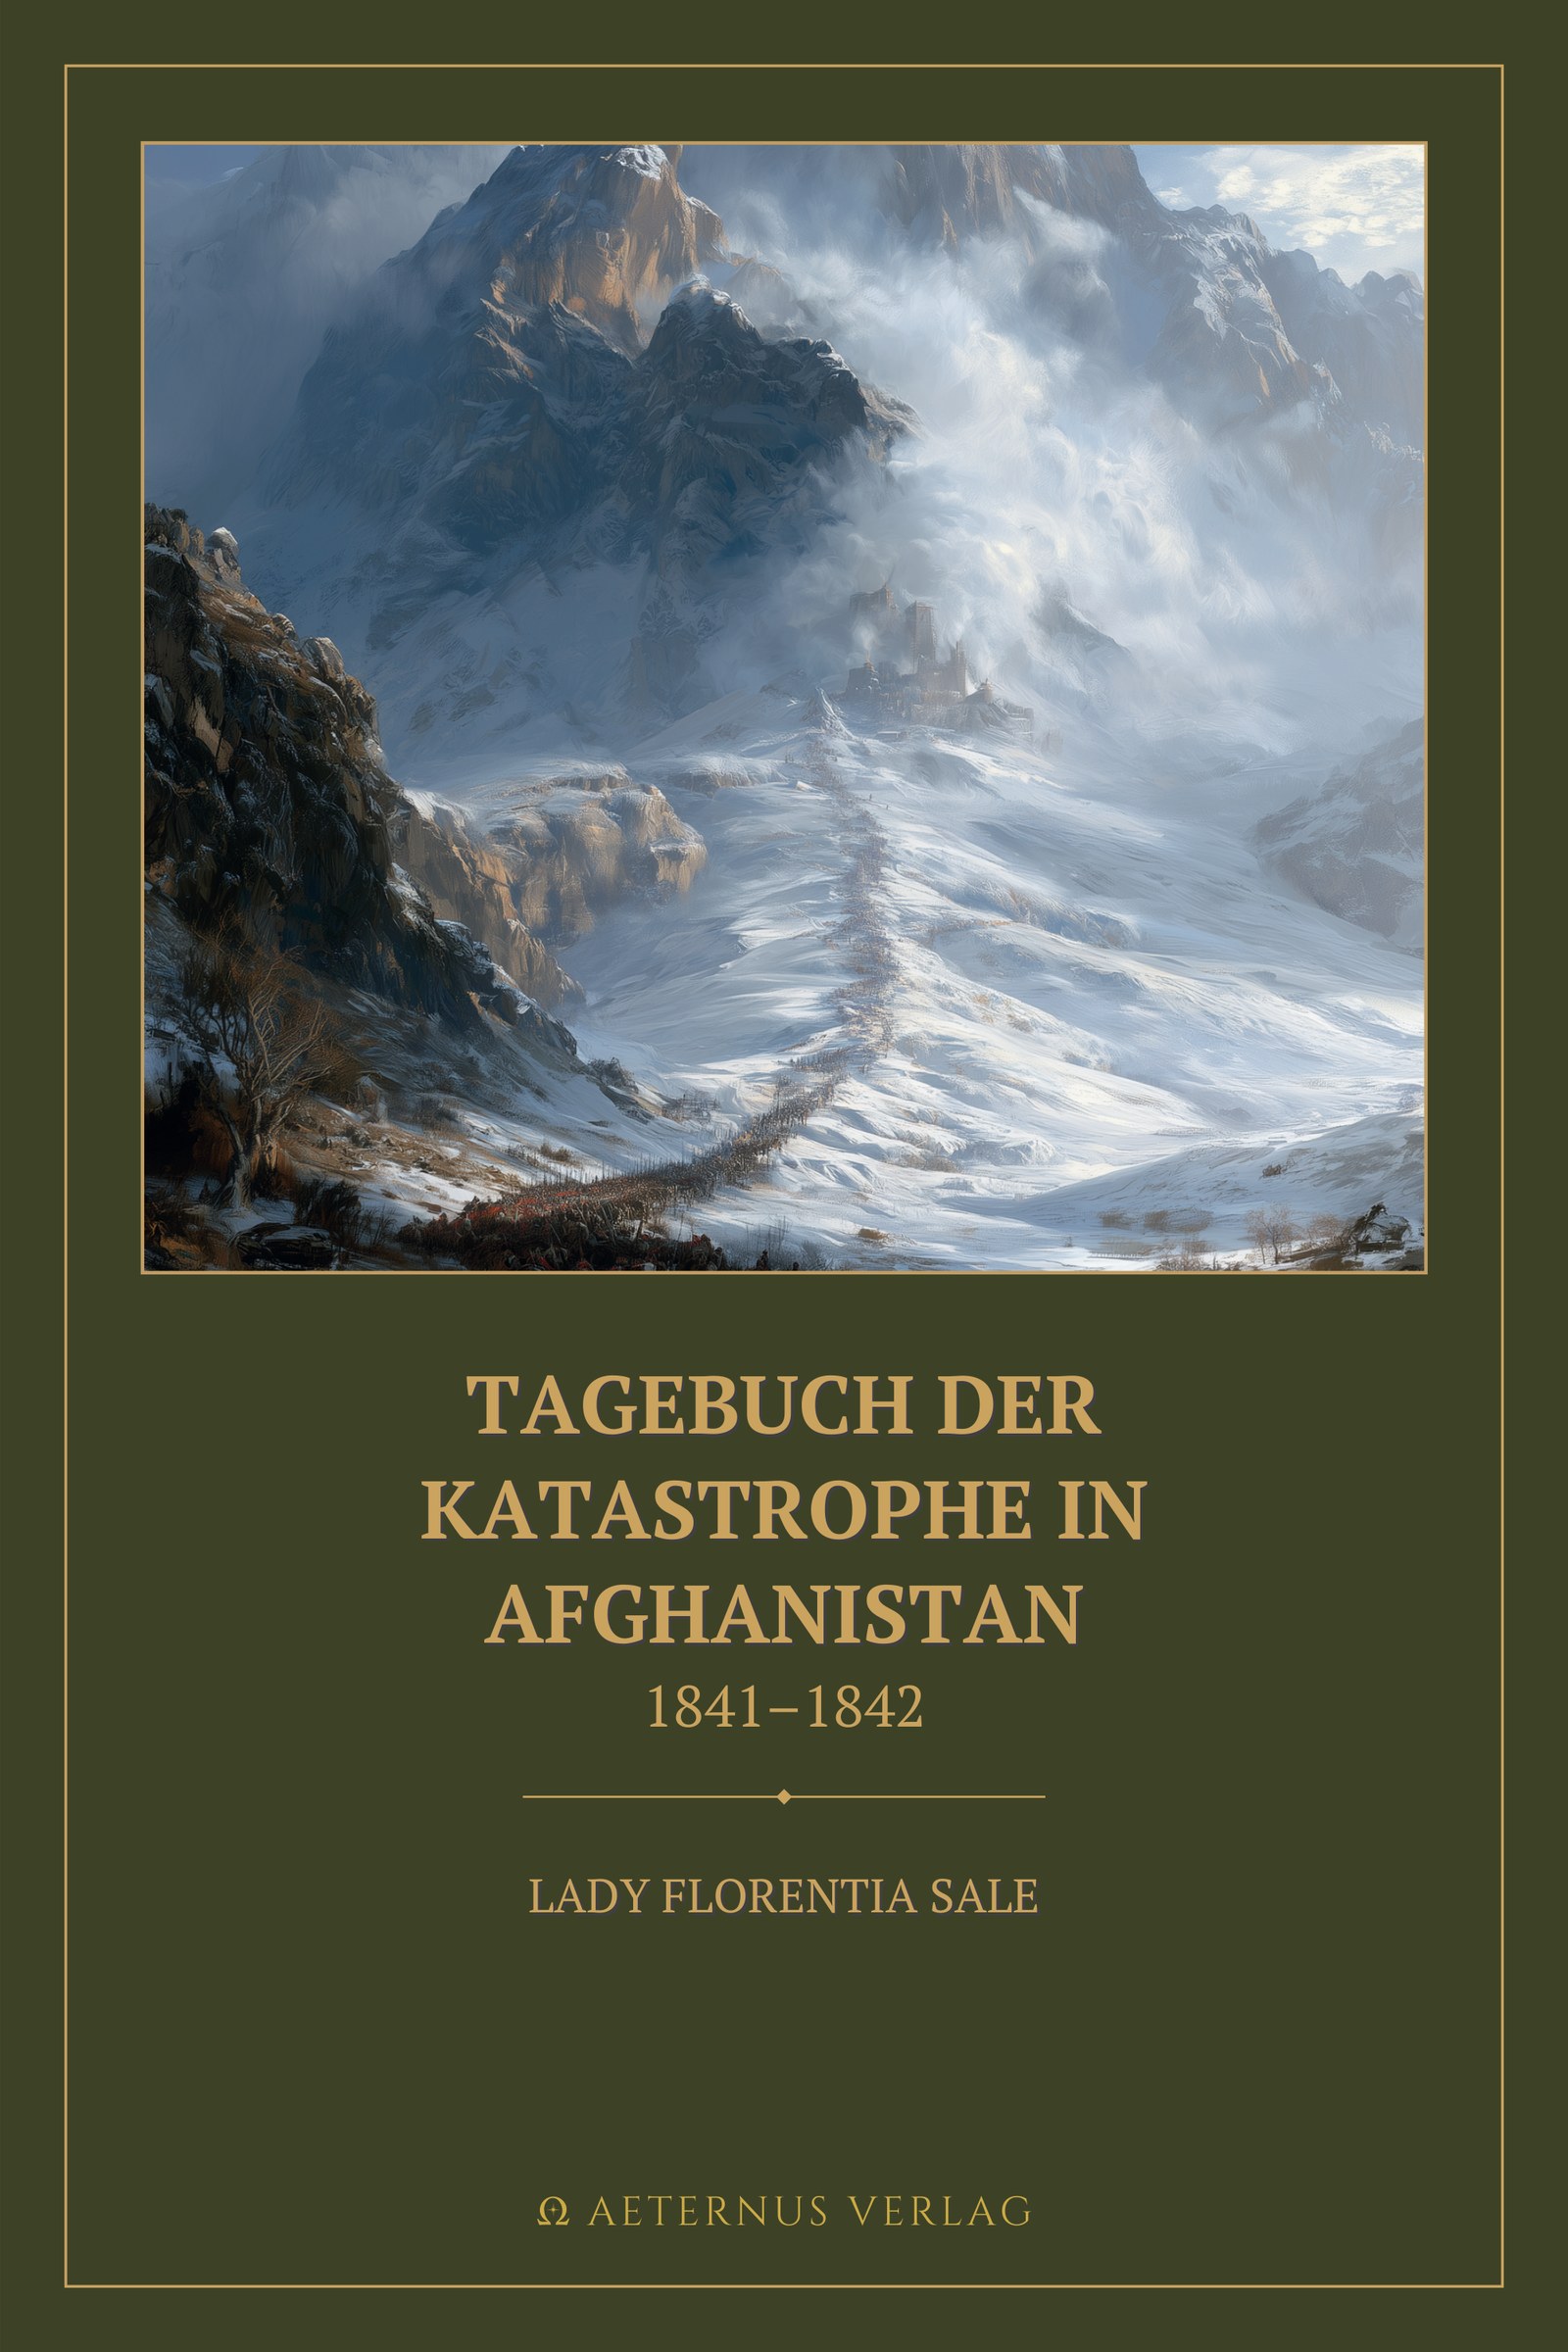 TAGEBUCH DER
KATASTROPHE IN
AFGHANISTAN
1841–1842
LADY FLORENTIA SALE
Ω AETERNUS VERLAG